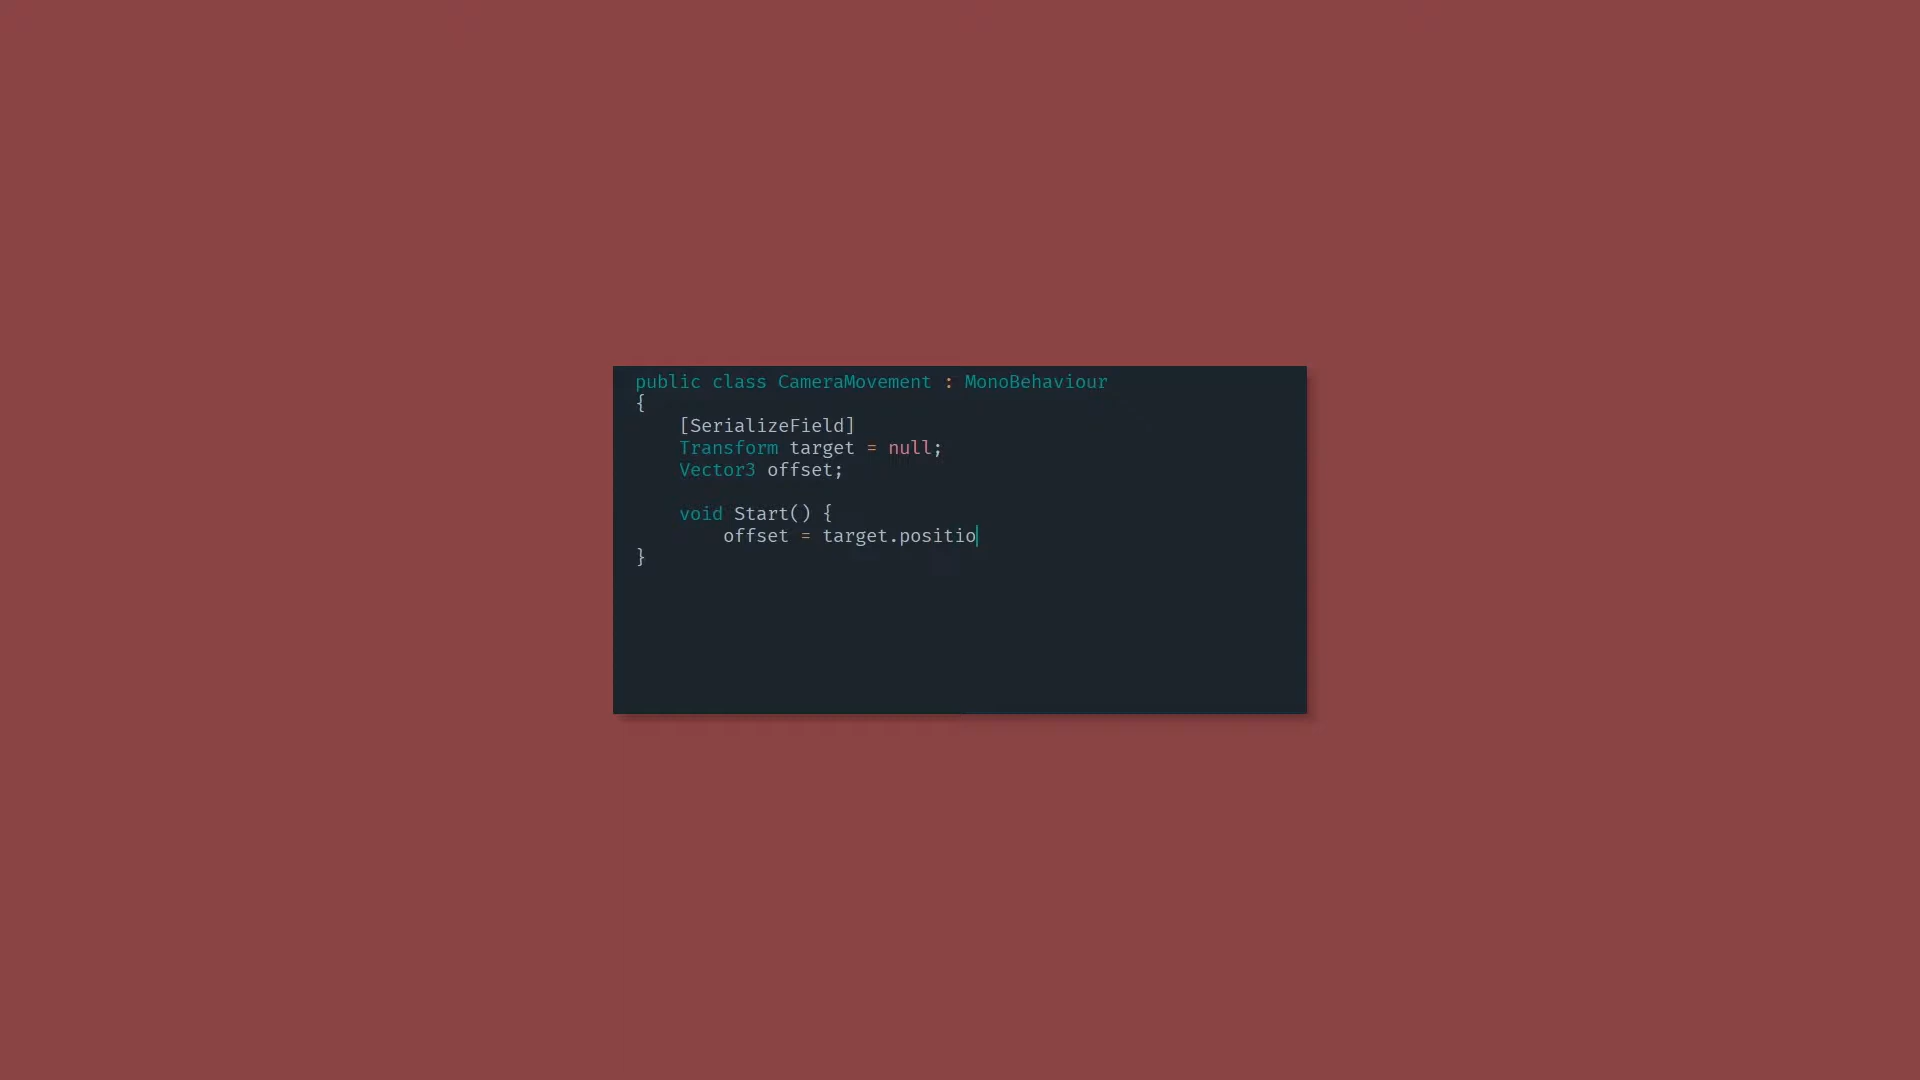 public class CameraMovement : MonoBehaviour
{
    [SerializeField]
    Transform target = null;
    Vector3 offset;

    void Start() {
        offset = target.positio
}